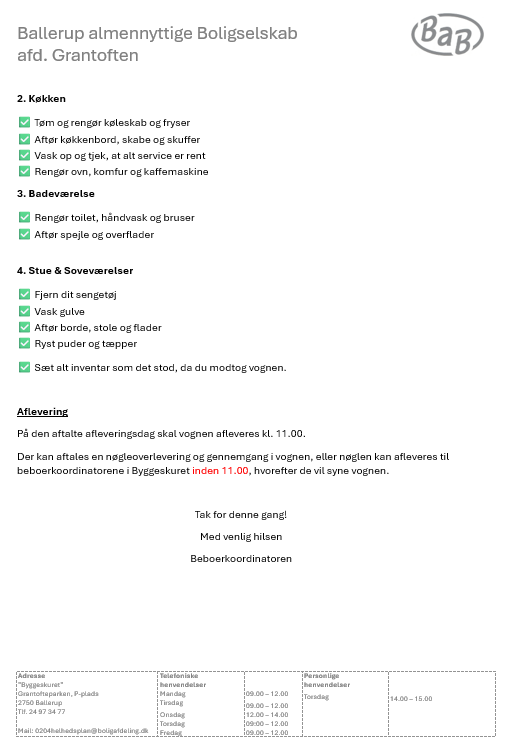 Ballerup almennyttige Boligselskab
afd. Grantoften
BaB
2. Køkken
Tøm og rengør køleskab og fryser
Aftør køkkenbord, skabe og skuffer
Vask op og tjek, at alt service er rent
Rengør ovn, komfur og kaffemaskine
3. Badeværelse
Rengør toilet, håndvask og bruser
Aftør spejle og overflader
4. Stue & Soveværelser
Fjern dit sengetøj
Vask gulve
Aftør borde, stole og flader
Ryst puder og tæpper
Sæt alt inventar som det stod, da du modtog vognen.
Aflevering
På den aftalte afleveringsdag skal vognen afleveres kl. 11.00.
Der kan aftales en nøgleoverlevering og gennemgang i vognen, eller nøglen kan afleveres til
beboerkoordinatorene i Byggeskuret inden 11.00, hvorefter de vil syne vognen.
Tak for denne gang!
Med venlig hilsen
Beboerkoordinatoren
Adresse
"Byggeskuret"
Grantofteparken, P-plads
2750 Ballerup
Tlf. 24 97 34 77
Mail: 0204helhedsplan@boligafdeling.dk
Telefoniske
henvendelser
Mandag 09.00 – 12.00
Tirsdag 09.00 – 12.00
Onsdag 12.00 – 14.00
Torsdag 09:00 – 12.00
Fredag 09.00 – 12.00
Personlige
henvendelser
Torsdag 14.00 – 15.00